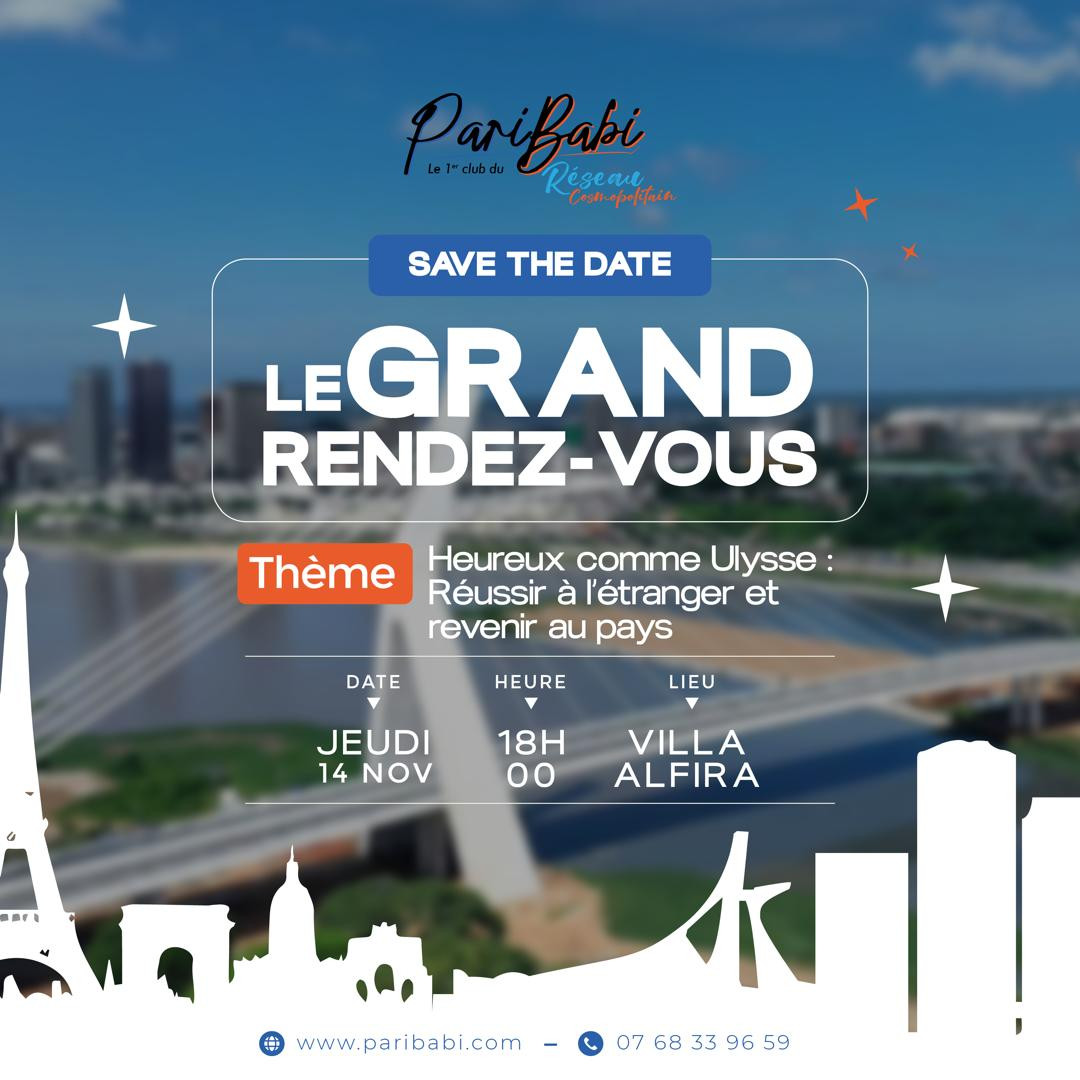 PariBabi
Le 1er club du
Réseau
Cosmopolitain
SAVE THE DATE
LE GRAND
RENDEZ-VOUS
Thème
Heureux comme Ulysse :
Réussir à l'étranger et
revenir au pays
DATE
JEUDI
14 NOV
HEURE
18H
00
LIEU
VILLA
ALFIRA
www.paribabi.com – 07 68 33 96 59